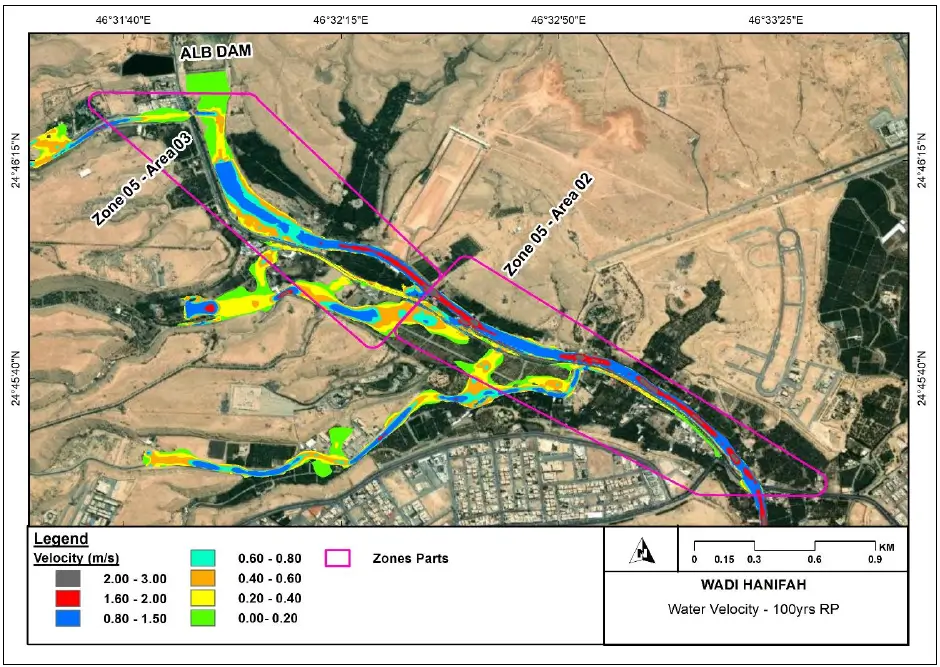 46°31'40"E 46°32'15"E 46°32'50"E 46°33'25"E
ALB DAM
24°46'15"N
24°46'15"N
Zone 05 - Area 03
Zone 05 - Area 02
24°45'40"N
24°45'40"N
Legend
Velocity (m/s)
2.00 - 3.00
1.60 - 2.00
0.80 - 1.50
0.60 - 0.80
0.40 - 0.60
0.20 - 0.40
0.00- 0.20
Zones Parts
N
KM
0 0.15 0.3 0.6 0.9
WADI HANIFAH
Water Velocity - 100yrs RP